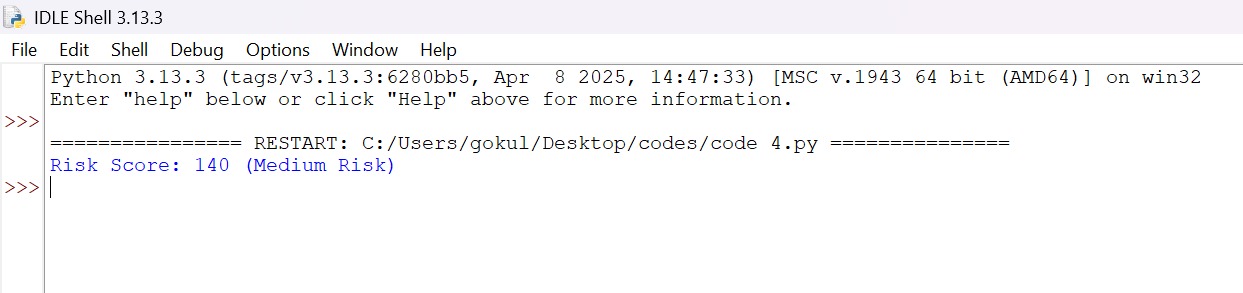 IDLE Shell 3.13.3
File Edit Shell Debug Options Window Help
Python 3.13.3 (tags/v3.13.3:6280bb5, Apr  8 2025, 14:47:33) [MSC v.1943 64 bit (AMD64)] on win32
Enter "help" below or click "Help" above for more information.
>>>
================ RESTART: C:/Users/gokul/Desktop/codes/code 4.py ===============
Risk Score: 140 (Medium Risk)
>>>